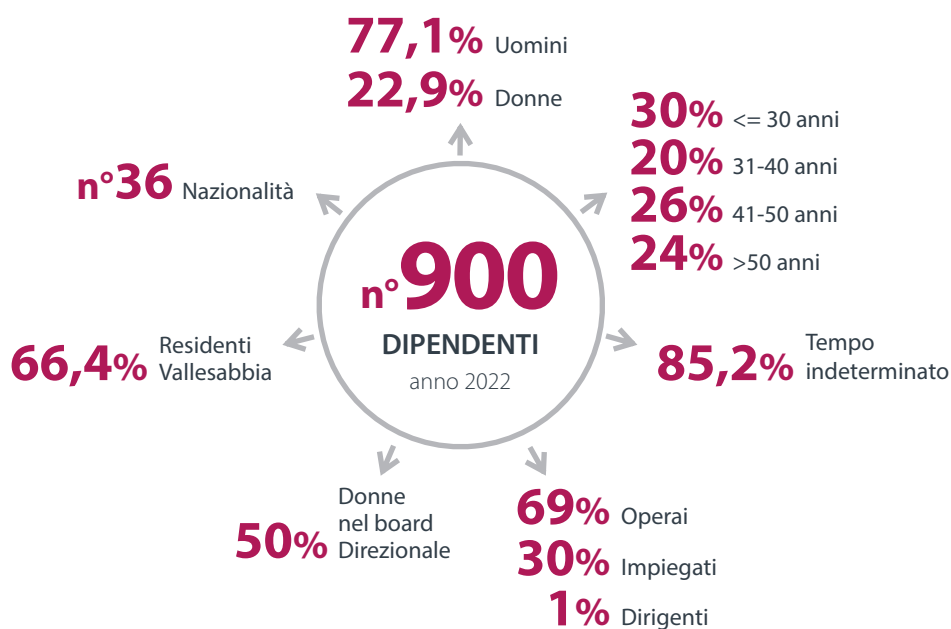 77,1% Uomini
22,9% Donne
30% <= 30 anni
20% 31-40 anni
26% 41-50 anni
24% >50 anni
n°36 Nazionalità
n°900
DIPENDENTI
anno 2022
66,4% Residenti
Vallesabbia
85,2% Tempo
indeterminato
50% Donne
nel board
Direzionale
69% Operai
30% Impiegati
1% Dirigenti